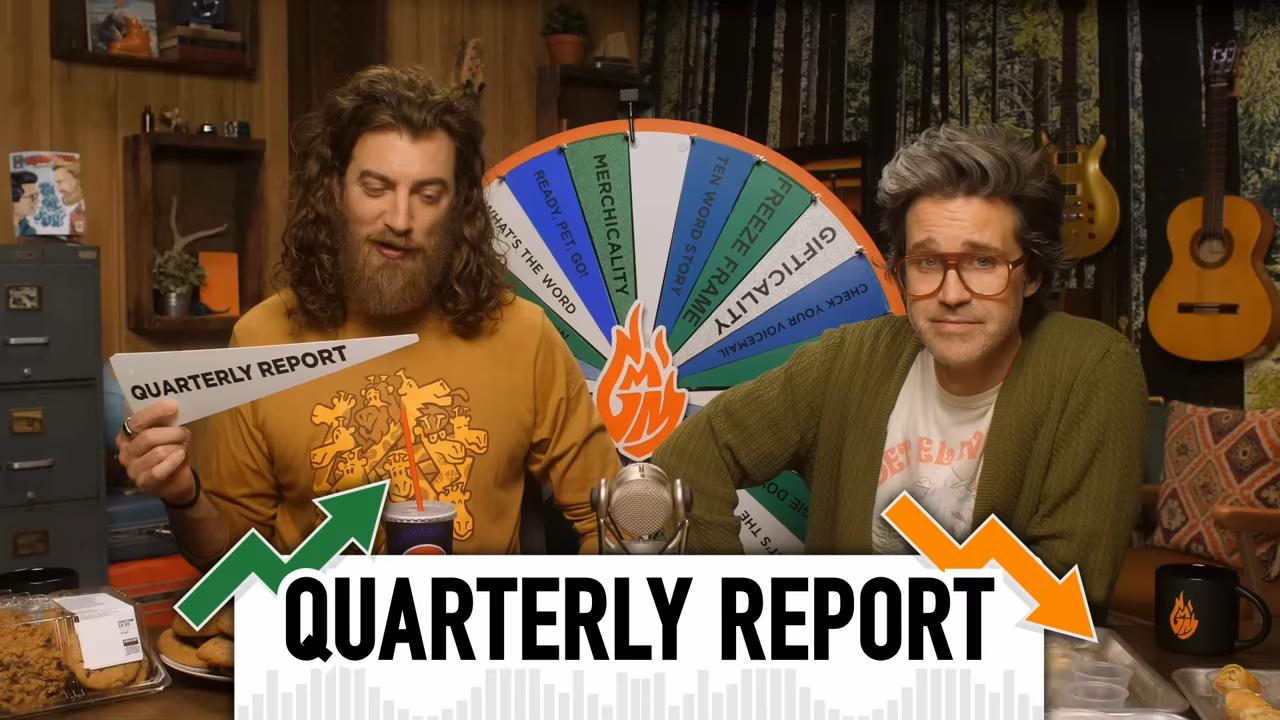 WHAT'S THE WORD
READY, PET, GO!
MERCHICALITY
TEN WORD STORY
FREEZE FRAME
GIFTICALITY
CHECK YOUR VOICEMAIL
QUARTERLY REPORT
GMM
QUARTERLY REPORT